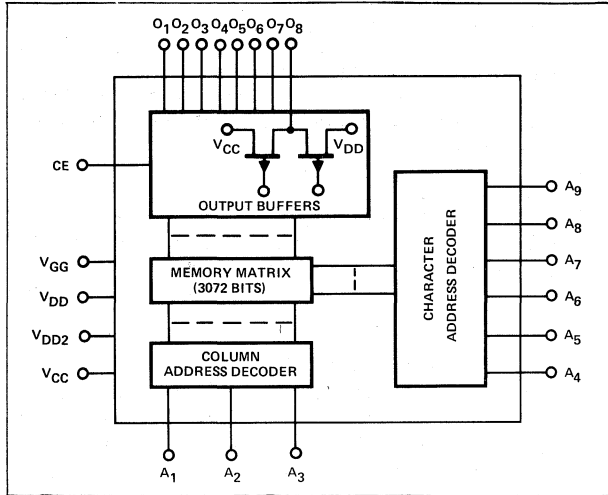 O1 O2 O3 O4 O5 O6 O7 O8
CE
VCC
VDD
OUTPUT BUFFERS
VGG
VDD
VDD2
VCC
MEMORY MATRIX
(3072 BITS)
COLUMN
ADDRESS DECODER
CHARACTER
ADDRESS DECODER
A9
A8
A7
A6
A5
A4
A1 A2 A3